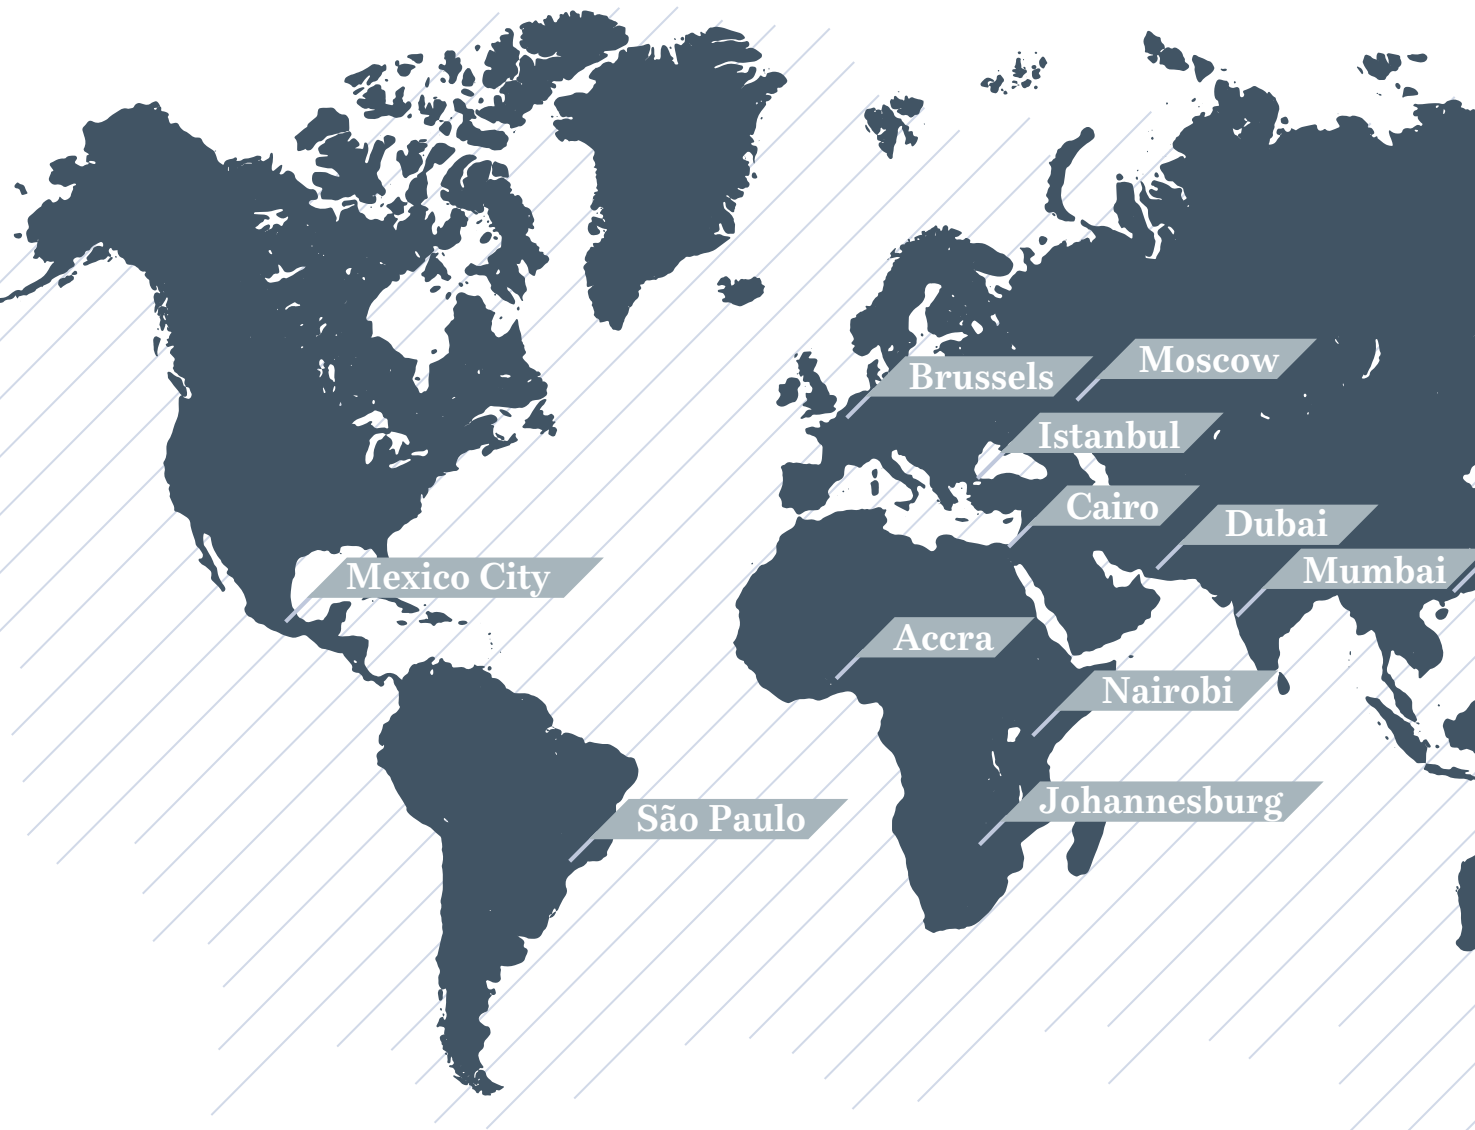 Moscow
Brussels
Istanbul
Cairo
Dubai
Mumbai
Mexico City
Accra
Nairobi
Johannesburg
São Paulo